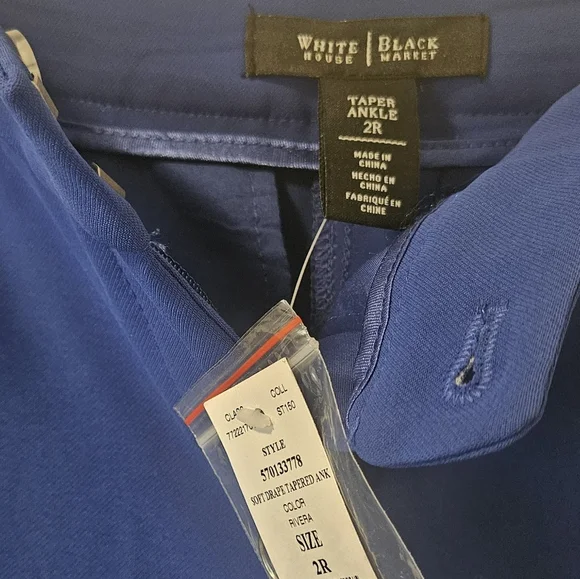 WHITE | BLACK
HOUSE | MARKET
TAPER
ANKLE
2R
MADE IN
CHINA
HECHO EN
CHINA
FABRIQUÉ EN
CHINE
COLL
ST150
STYLE
570133778
SOFT DRAPE TAPERED ANK
COLOR
RIVERA
SIZE
2R